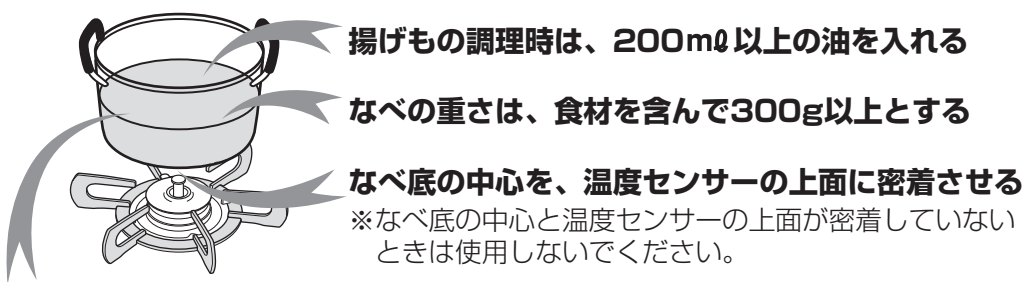 揚げもの調理時は、200mℓ以上の油を入れる
なべの重さは、食材を含んで300g以上とする
なべ底の中心を、温度センサーの上面に密着させる
※なべ底の中心と温度センサーの上面が密着していない
ときは使用しないでください。